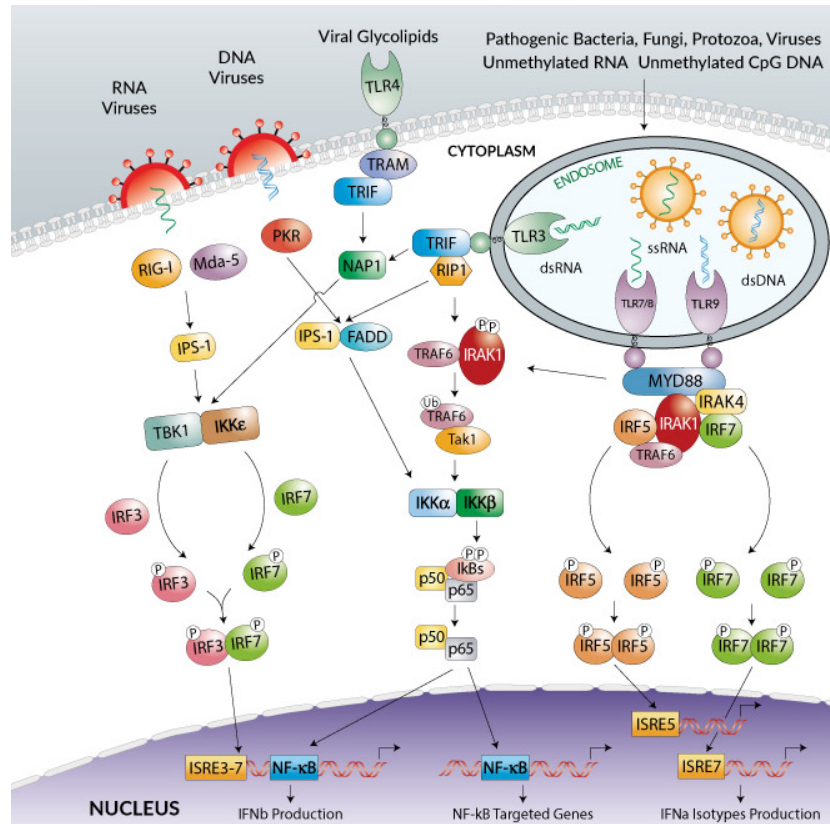 Viral Glycolipids
Pathogenic Bacteria, Fungi, Protozoa, Viruses
Unmethylated RNA Unmethylated CpG DNA
DNA
Viruses
RNA
Viruses
TLR4
TRAM
TRIF
CYTOPLASM
ENDOSOME
TLR3
dsRNA
ssRNA
dsDNA
TLR7/8
TLR9
PKR
RIG-I
Mda-5
NAP1
TRIF
RIP1
IPS-1
IPS-1
FADD
TRAF6
IRAK1
P
P
MYD88
IRAK4
IRAK1
IRF5
IRF7
TRAF6
TBK1
IKKε
Ub
TRAF6
Tak1
IRF3
IRF7
IKKα
IKKβ
P
IRF3
P
IRF7
P
P
IkBs
p50
p65
P
IRF5
P
IRF5
P
IRF7
P
IRF7
P
P
IRF3
IRF7
p50
p65
P
P
IRF5
IRF5
P
P
IRF7
IRF7
ISRE5
ISRE3-7
NF-κB
NF-κB
ISRE7
NUCLEUS
IFNb Production
NF-kB Targeted Genes
IFNa Isotypes Production